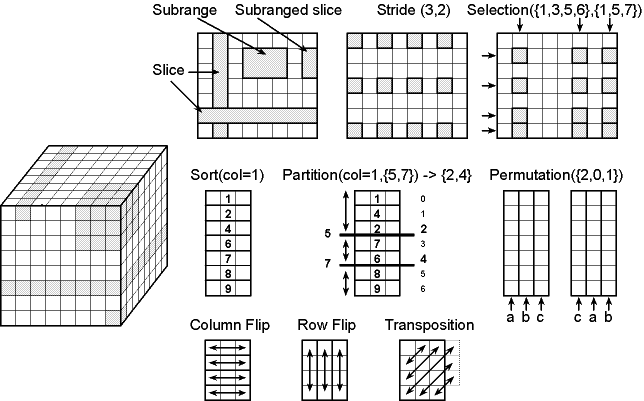 Subrange Subranged slice Stride (3,2) Selection({1,3,5,6},{1,5,7})
Slice
Sort(col=1) Partition(col=1,{5,7}) -> {2,4} Permutation({2,0,1})
1 1 0
2 4 1
4 2 2
5
6 7 3
7 6 4
7
8 8 5
9 9 6
a b c c a b
Column Flip Row Flip Transposition